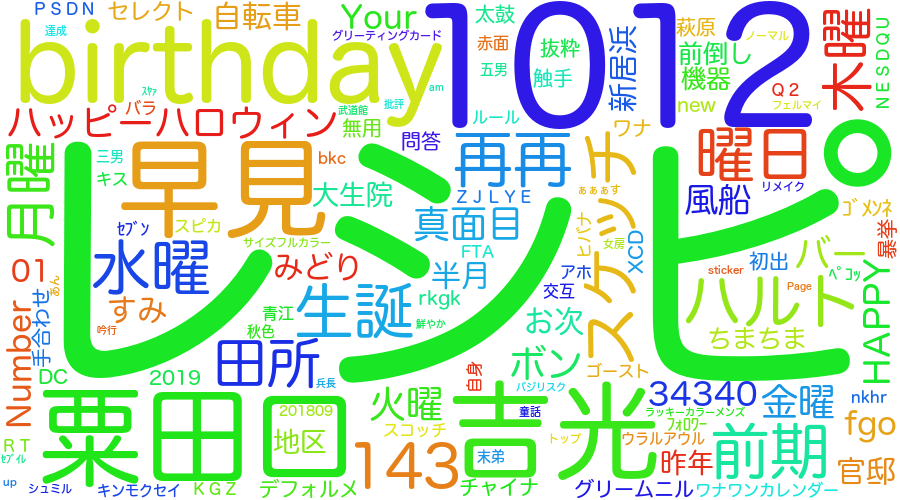 ＰＳＤＮ
セレクト
自転車
Your
10
12
太鼓
萩原
ノーマル
木曜
ＮＥＳＤＱＵ
達成
birthday
グリーティングカード
赤面
抜粋
新居浜
前倒し
五男
触手
機器
Ｑ２
ｽﾔｧ
バラ
批評
am
new
フェルマイ
ハッピーハロウィン
武道館
無用
ルール
ワナ
問答
月曜
三男
早見
bkc
再再
スケッチ
曜日
レシピ
キス
大生院
ＺＪＬＹＥ
ぁぁぁす
リメイク
風船
ｺﾞﾒﾝﾈ
ｾﾌﾞﾝ
スピカ
真面目
ヒバナ
暴挙
サイズフルカラー
FTA
女房
XCD
バー
水曜
みどり
半月
アホ
初出
ﾍﾟｺｯ
01
sticker
あん
手合わせ
rkgk
交互
Page
ハルト
HAPPY
すみ
生誕
青江
お次
鮮やか
吟行
秋色
ちまちま
Number
田所
ボン
DC
2019
兵長
自身
ゴースト
バジリスク
34340
nkhr
粟田口
201809
火曜
童話
吉光
ラッキーカラーメンズ
金曜
fgo
地区
スコッチ
ﾌｫﾛﾜｰ
ＲＴ
トップ
ウラルアウル
前期
143
末弟
昨年
官邸
ｾﾌﾞｲﾙ
up
シュミル
キンモクセイ
ＫＧＺ
デフォルメ
チャイナ
グリームニル
ワナワンカレンダー